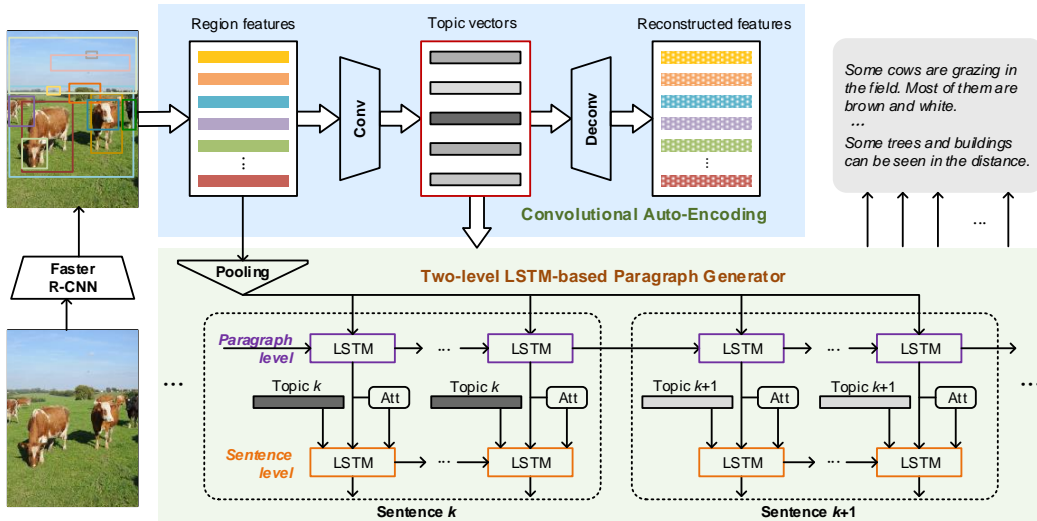 Region features
Topic vectors
Reconstructed features
Conv
Deconv
Convolutional Auto-Encoding
Some cows are grazing in
the field. Most of them are
brown and white.
...
Some trees and buildings
can be seen in the distance.
...
Faster
R-CNN
Pooling
Two-level LSTM-based Paragraph Generator
Paragraph
level
LSTM
...
LSTM
LSTM
...
LSTM
...
Topic k
Att
Topic k
Att
Topic k+1
Att
Topic k+1
Att
...
Sentence
level
LSTM
...
LSTM
LSTM
...
LSTM
Sentence k
Sentence k+1